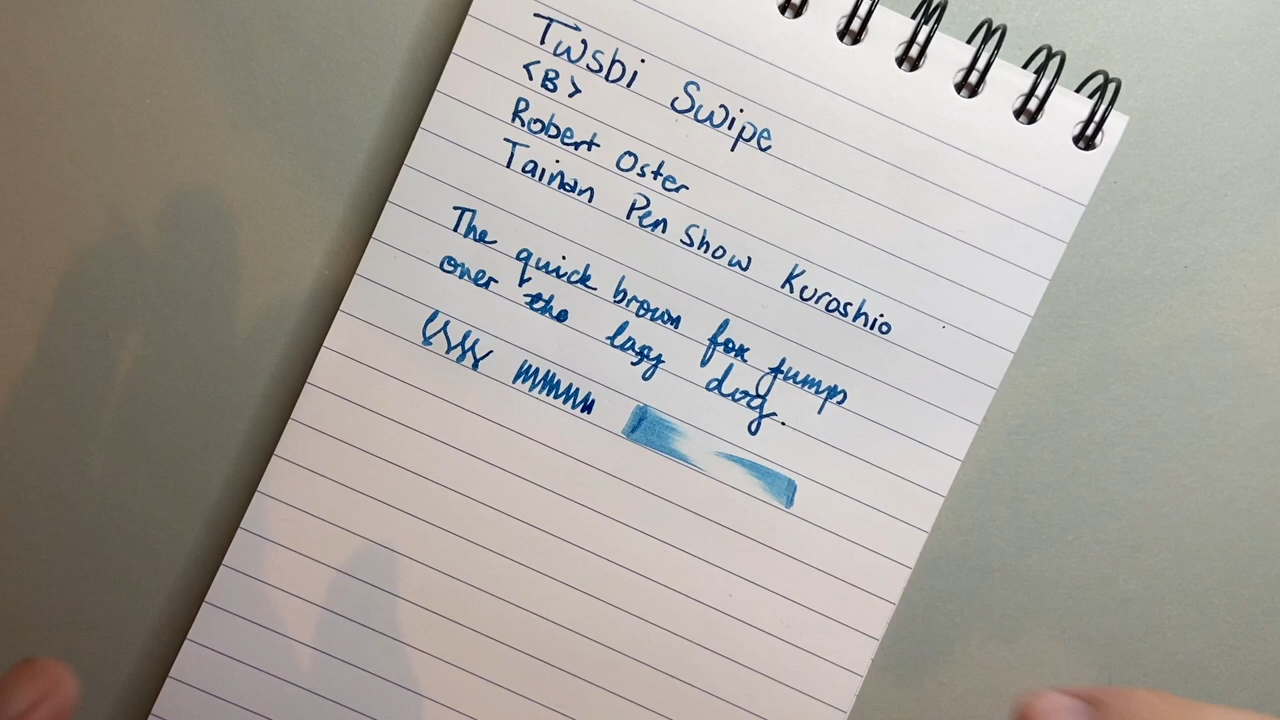 Twsbi Swipe
<B>
Robert Oster
Tainan Pen Show Kuroshio
The quick brown fox jumps
over the lazy dog.